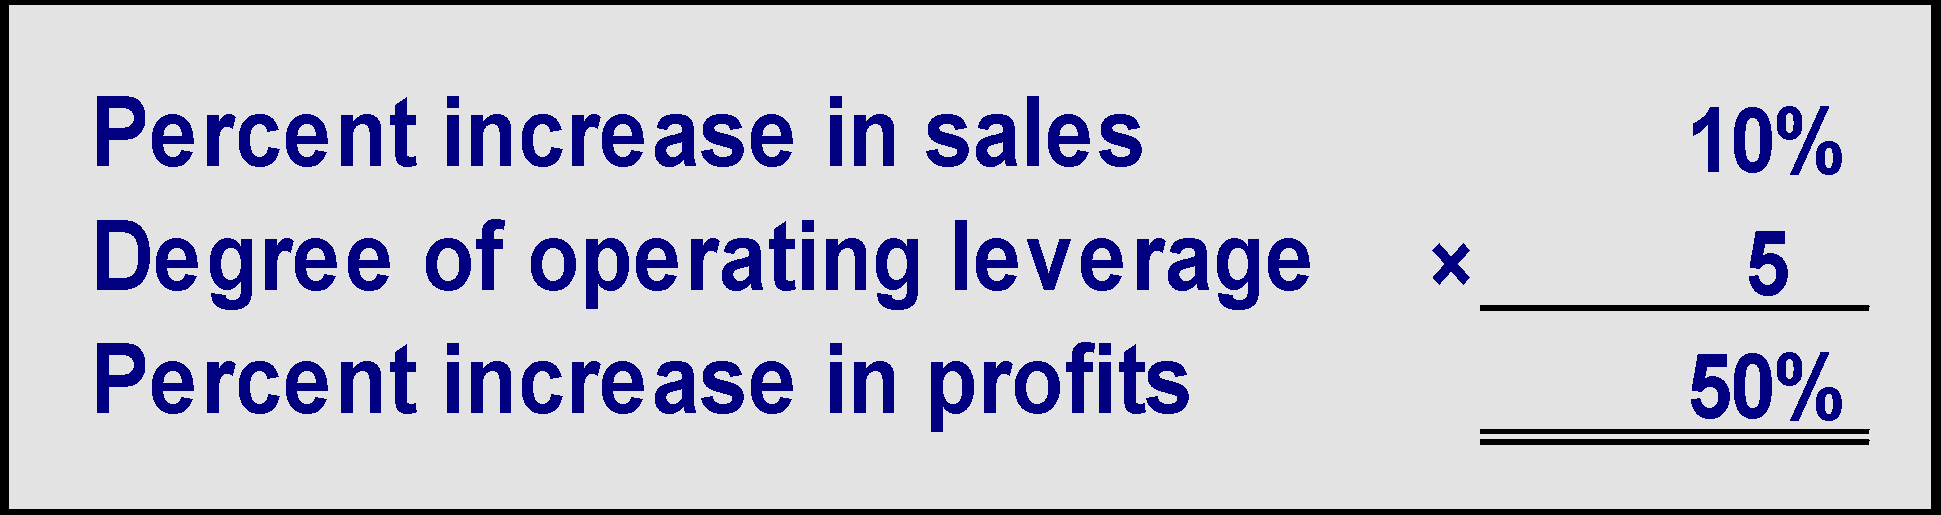 Percent increase in sales 10%
Degree of operating leverage × 5
Percent increase in profits 50%